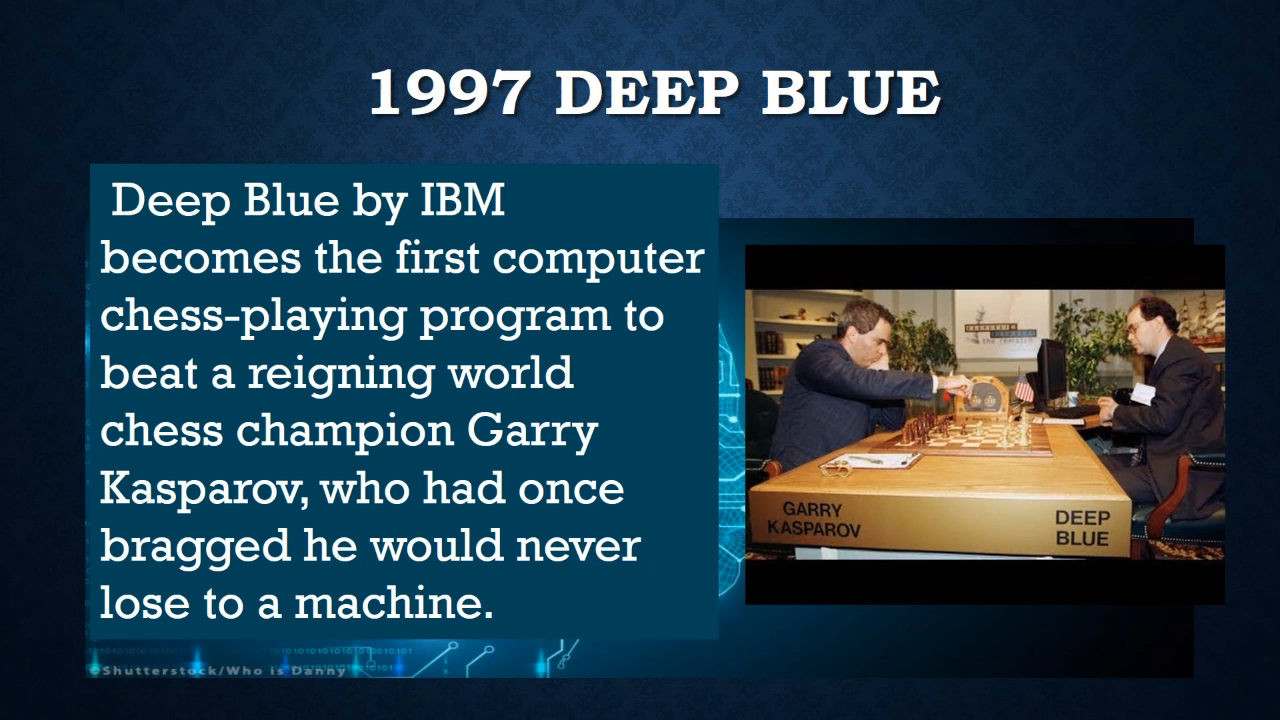 1997 DEEP BLUE
Deep Blue by IBM
becomes the first computer
chess-playing program to
beat a reigning world
chess champion Garry
Kasparov, who had once
bragged he would never
lose to a machine.
the rematch
GARRY
KASPAROV
DEEP
BLUE
©Shutterstock/Who is Danny